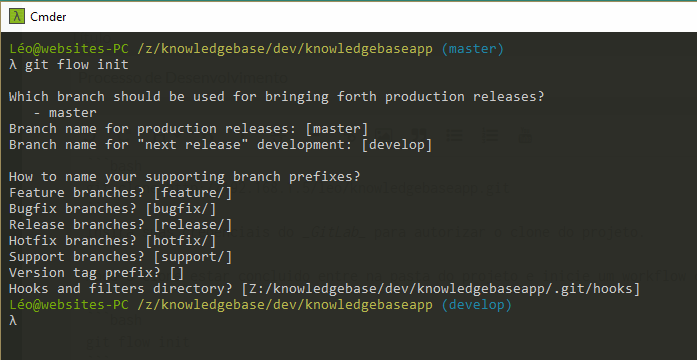 λ Cmder
Léo@websites-PC /z/knowledgebase/dev/knowledgebaseapp (master)
λ git flow init
Which branch should be used for bringing forth production releases?
- master
Branch name for production releases: [master]
Branch name for "next release" development: [develop]
How to name your supporting branch prefixes?
Feature branches? [feature/]
Bugfix branches? [bugfix/]
Release branches? [release/]
Hotfix branches? [hotfix/]
Support branches? [support/]
Version tag prefix? []
Hooks and filters directory? [Z:/knowledgebase/dev/knowledgebaseapp/.git/hooks]
Léo@websites-PC /z/knowledgebase/dev/knowledgebaseapp (develop)
λ